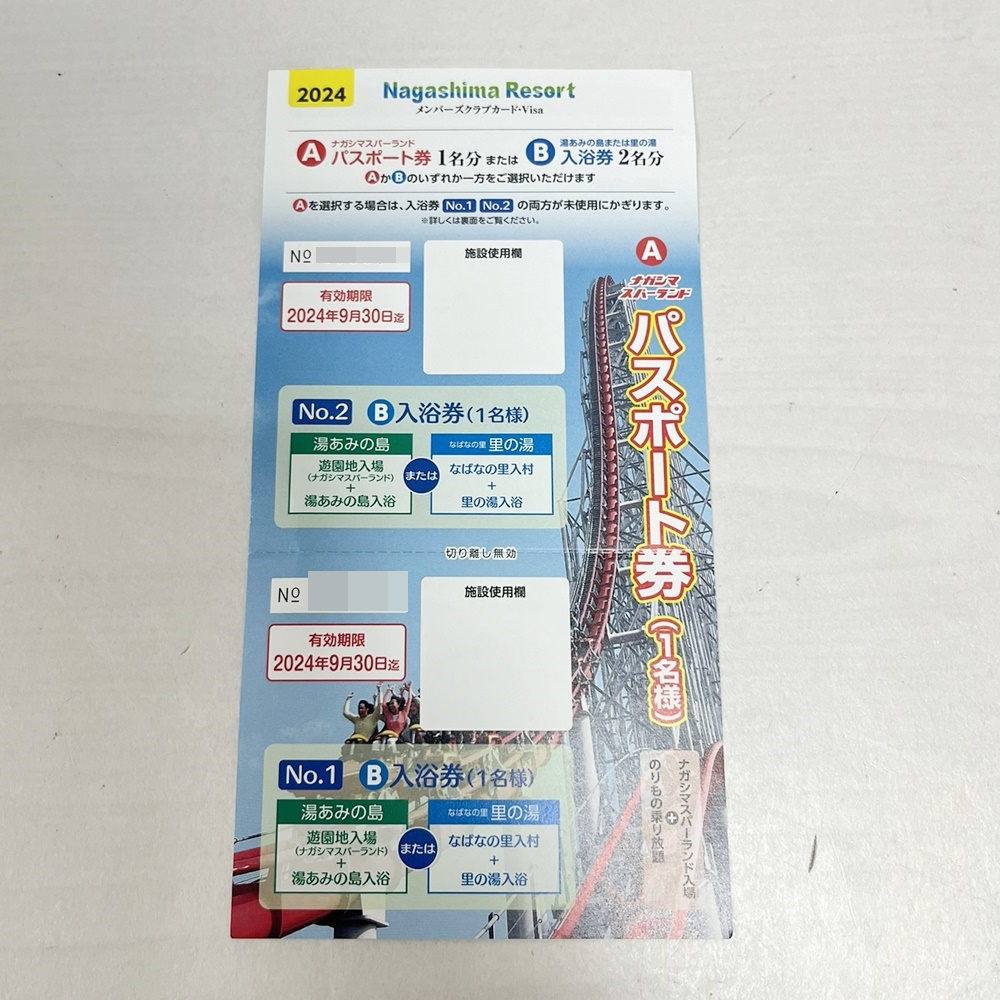 2024
Nagashima Resort
メンバーズクラブカード・Visa
A ナガシマスパーランド パスポート券 1名分 または B 湯あみの島または里の湯 入浴券 2名分
AかBのいずれか一方をご選択いただけます
Aを選択する場合は、入浴券 No.1 No.2 の両方が未使用にかぎります。
※詳しくは裏面をご覧ください。
Nº
施設使用欄
有効期限
2024年9月30日迄
No.2 B 入浴券(1名様)
湯あみの島
遊園地入場
(ナガシマスパーランド)
+
湯あみの島入浴
または
なばなの里 里の湯
なばなの里入村
+
里の湯入浴
切り離し無効
Nº
施設使用欄
有効期限
2024年9月30日迄
No.1 B 入浴券(1名様)
湯あみの島
遊園地入場
(ナガシマスパーランド)
+
湯あみの島入浴
または
なばなの里 里の湯
なばなの里入村
+
里の湯入浴
A
ナガシマ
スパーランド
パスポート券(1名様)
ナガシマスパーランド入場
+
のりもの乗り放題